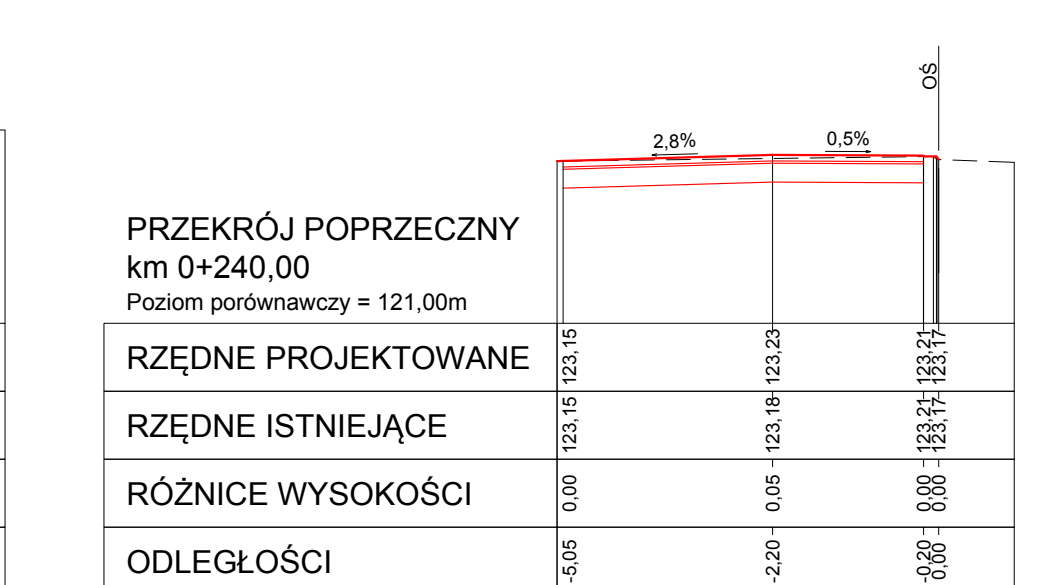 OŚ
2,8%
0,5%
PRZEKRÓJ POPRZECZNY
km 0+240,00
Poziom porównawczy = 121,00m
RZĘDNE PROJEKTOWANE 123,15 123,23 123,21 123,17
RZĘDNE ISTNIEJĄCE 123,15 123,18 123,21 123,17
RÓŻNICE WYSOKOŚCI 0,00 0,05 0,00 0,00
ODLEGŁOŚCI -5,05 -2,20 -0,20 0,00